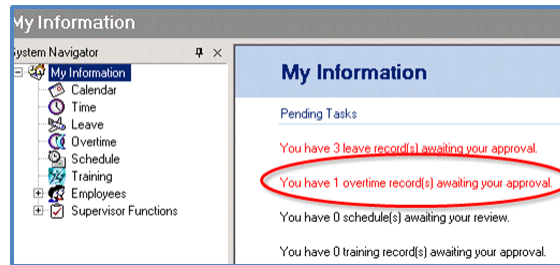 My Information
System Navigator
My Information
Calendar
Time
Leave
Overtime
Schedule
Training
Employees
Supervisor Functions
My Information
Pending Tasks
You have 3 leave record(s) awaiting your approval.
You have 1 overtime record(s) awaiting your approval.
You have 0 schedule(s) awaiting your review.
You have 0 training record(s) awaiting your approval.